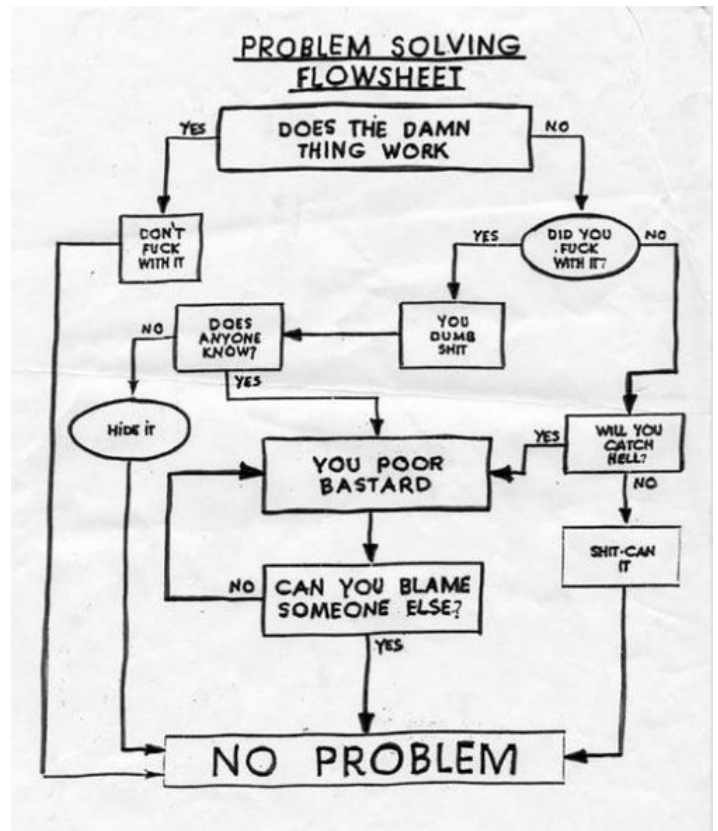 PROBLEM SOLVING
FLOWSHEET
DOES THE DAMN
THING WORK
YES
NO
DON'T
FUCK
WITH IT
DID YOU
FUCK
WITH IT?
YES
NO
YOU
DUMB
SHIT
DOES
ANYONE
KNOW?
NO
YES
HIDE IT
WILL YOU
CATCH
HELL?
YES
NO
YOU POOR
BASTARD
SHIT-CAN
IT
CAN YOU BLAME
SOMEONE ELSE?
NO
YES
NO PROBLEM